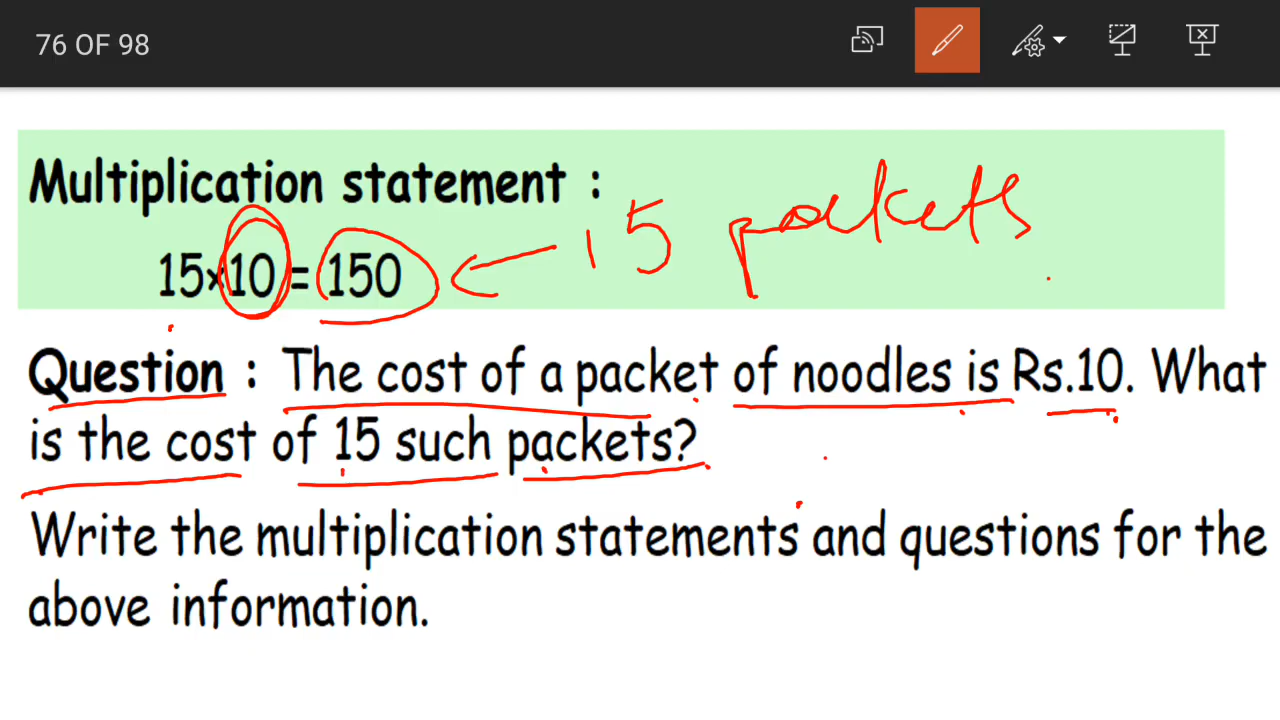 76 OF 98
Multiplication statement :
15×10 = 150
15 packets
Question : The cost of a packet of noodles is Rs.10. What
is the cost of 15 such packets?
Write the multiplication statements and questions for the
above information.